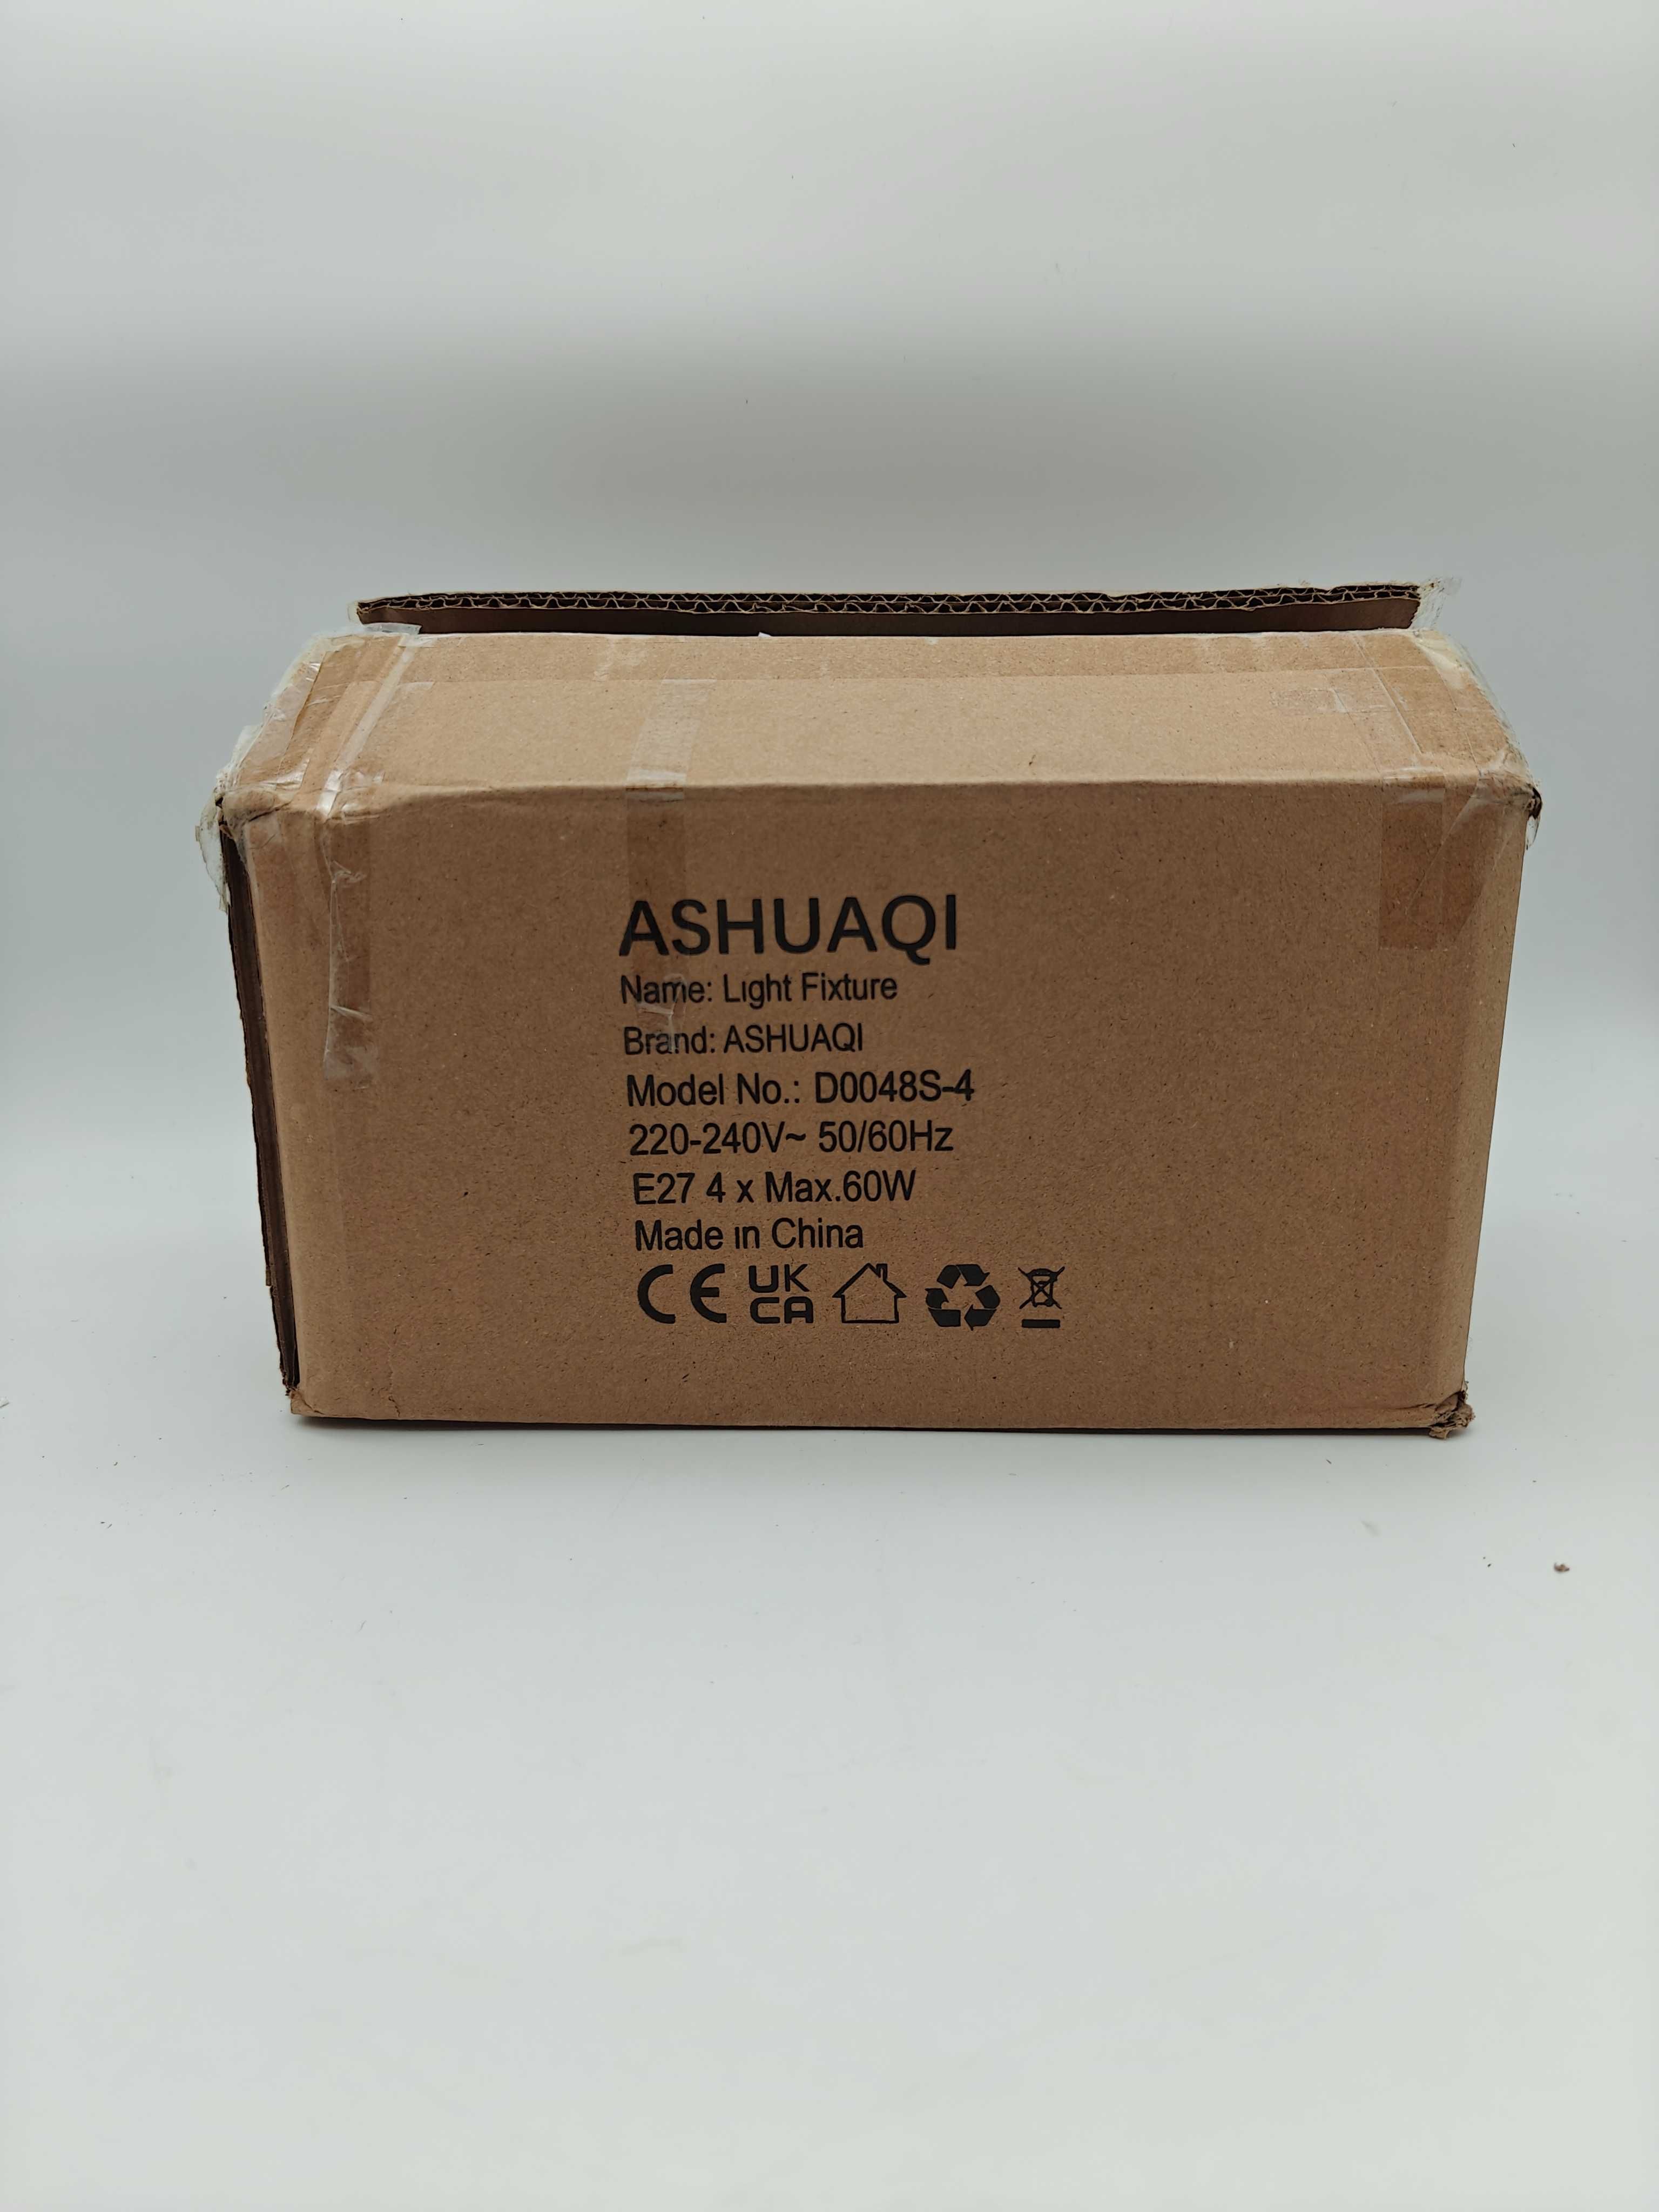 ASHUAQI
Name: Light Fixture
Brand: ASHUAQI
Model No.: D0048S-4
220-240V~ 50/60Hz
E27 4 x Max.60W
Made in China
CE UK CA